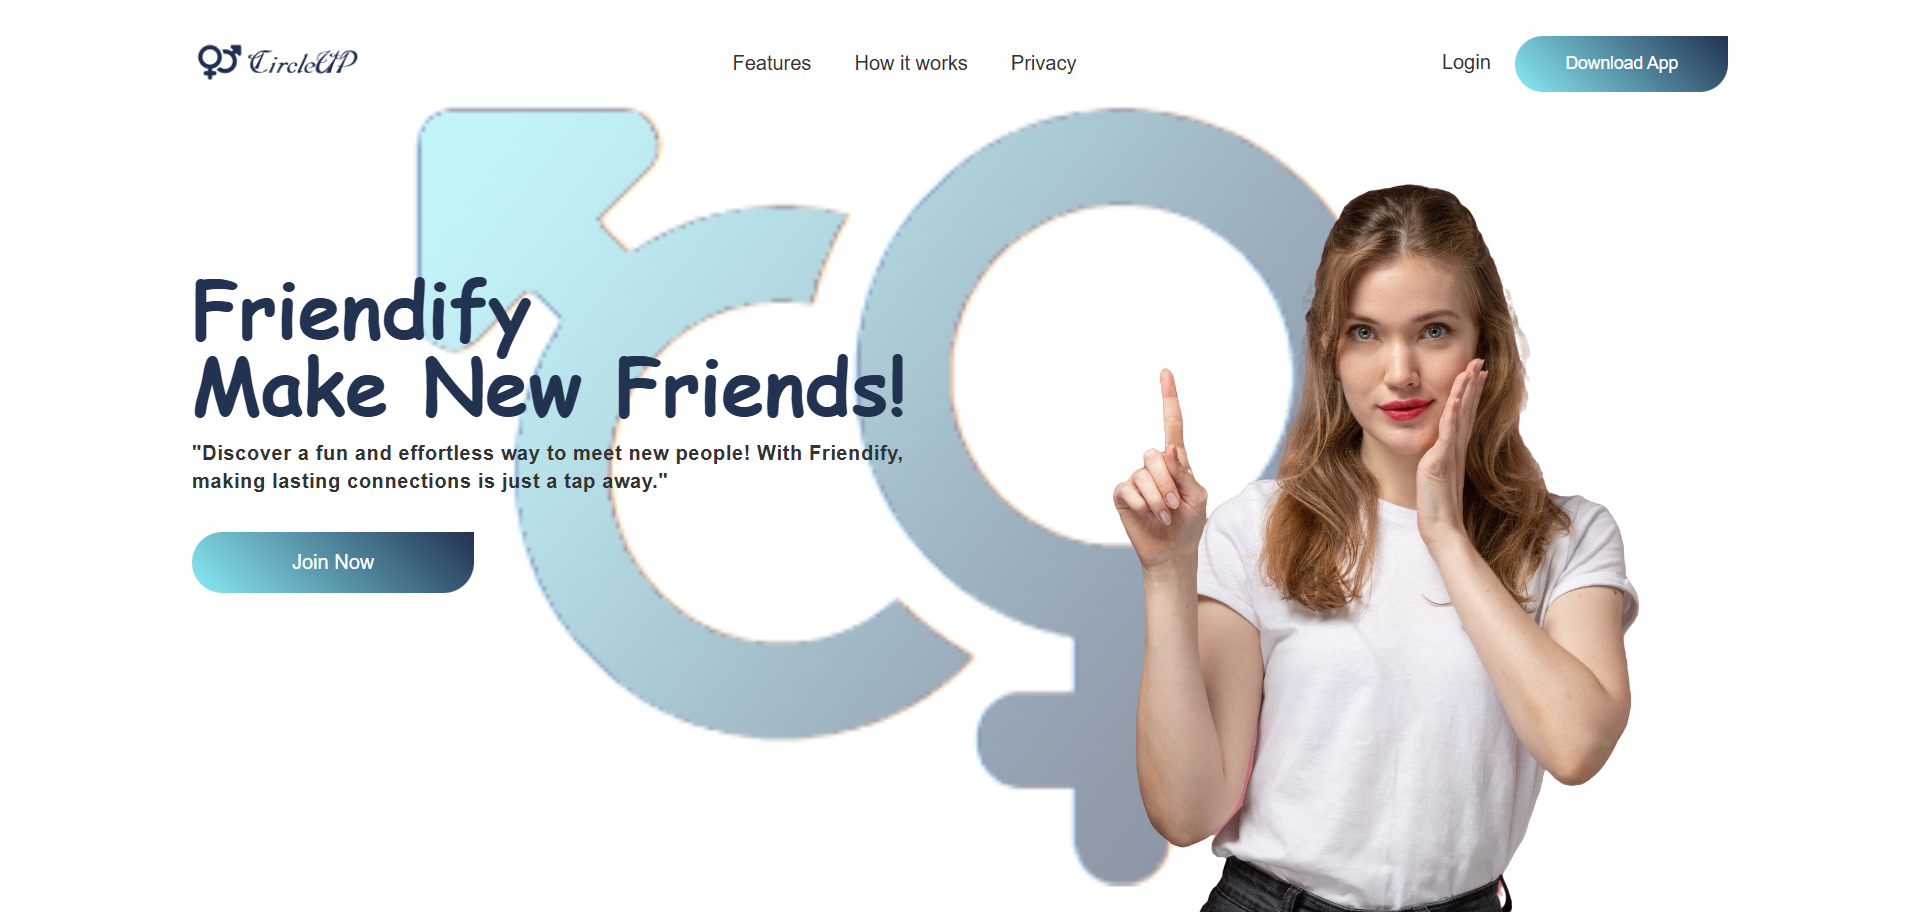 CircleUP
Features How it works Privacy
Login Download App
Friendify
Make New Friends!
"Discover a fun and effortless way to meet new people! With Friendify,
making lasting connections is just a tap away."
Join Now